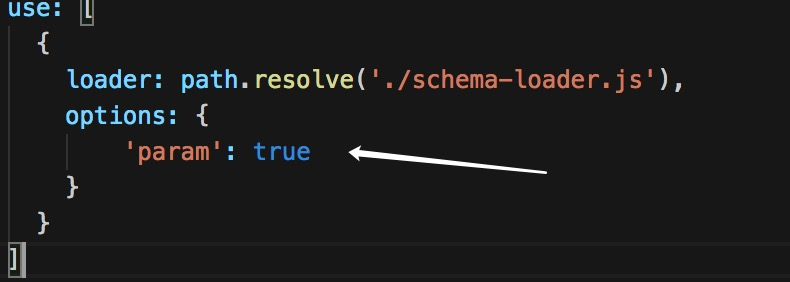 use: [
{
loader: path.resolve('./schema-loader.js'),
options: {
'param': true
}
}
]